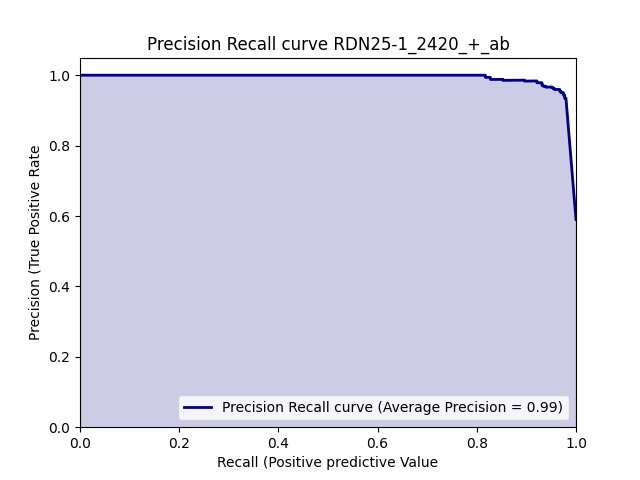 Precision Recall curve RDN25-1_2420_+_ab
Precision (True Positive Rate
1.0
0.8
0.6
0.4
0.2
0.0
Precision Recall curve (Average Precision = 0.99)
0.0 0.2 0.4 0.6 0.8 1.0
Recall (Positive predictive Value